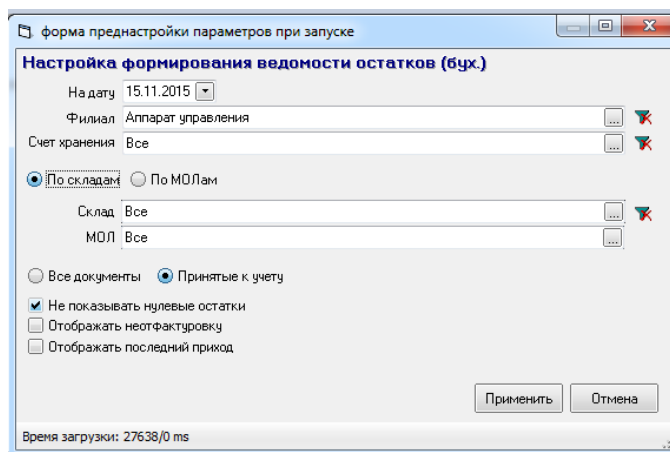 форма преднастройки параметров при запуске
Настройка формирования ведомости остатков (бух.)
На дату 15.11.2015
Филиал Аппарат управления ...
Счет хранения Все ...
По складам По МОЛам
Склад Все ...
МОЛ Все ...
Все документы Принятые к учету
Не показывать нулевые остатки
Отображать неотфактуровку
Отображать последний приход
Применить Отмена
Время загрузки: 27638/0 ms